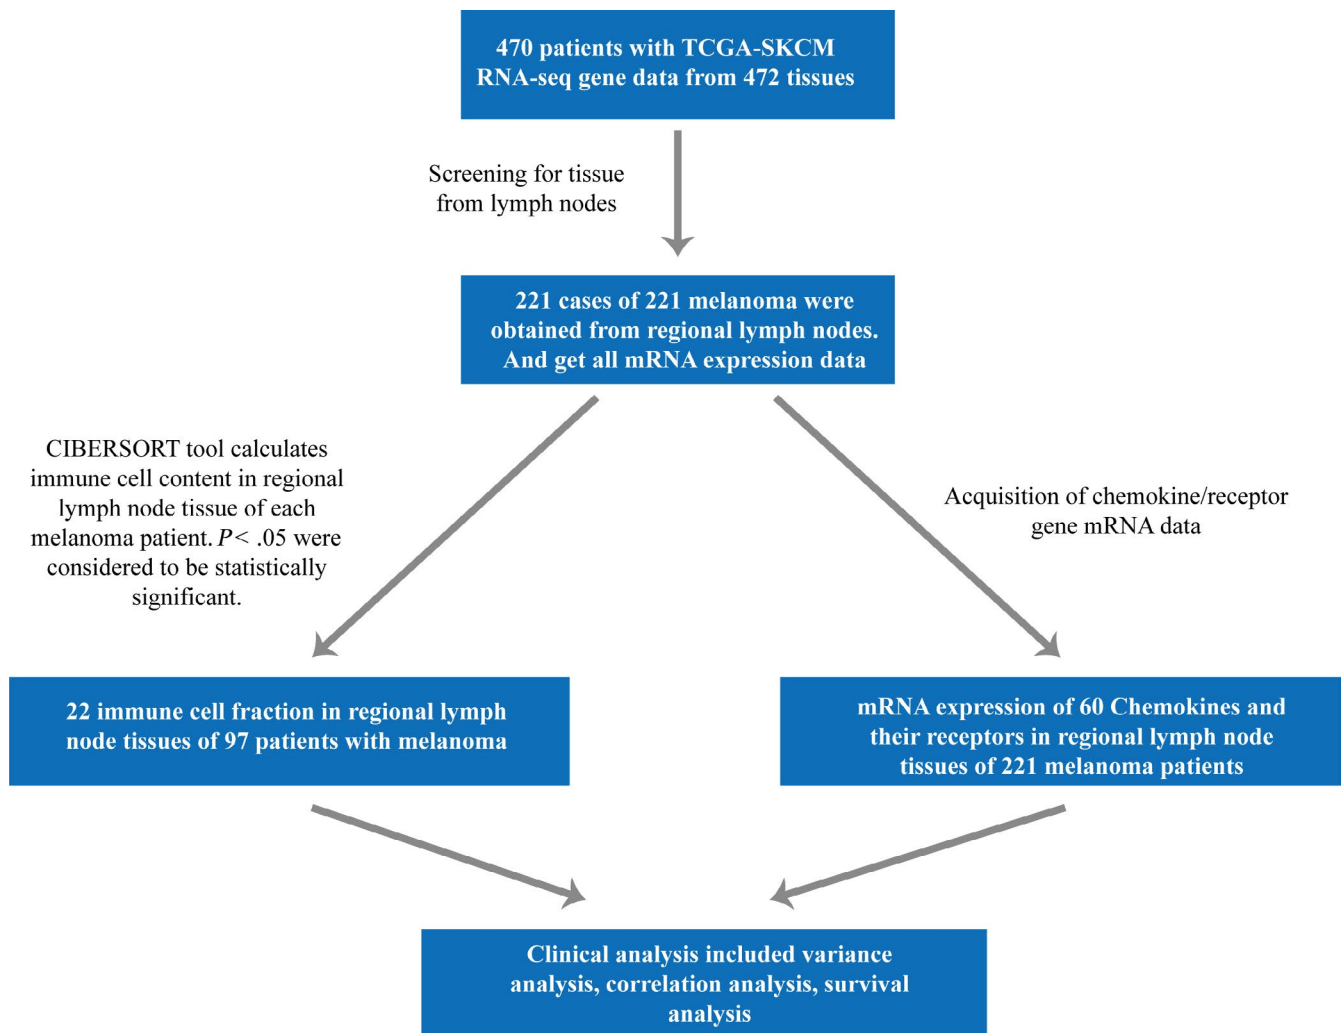 470 patients with TCGA-SKCM
RNA-seq gene data from 472 tissues
Screening for tissue
from lymph nodes
221 cases of 221 melanoma were
obtained from regional lymph nodes.
And get all mRNA expression data
CIBERSORT tool calculates
immune cell content in regional
lymph node tissue of each
melanoma patient. P< .05 were
considered to be statistically
significant.
Acquisition of chemokine/receptor
gene mRNA data
22 immune cell fraction in regional lymph
node tissues of 97 patients with melanoma
mRNA expression of 60 Chemokines and
their receptors in regional lymph node
tissues of 221 melanoma patients
Clinical analysis included variance
analysis, correlation analysis, survival
analysis